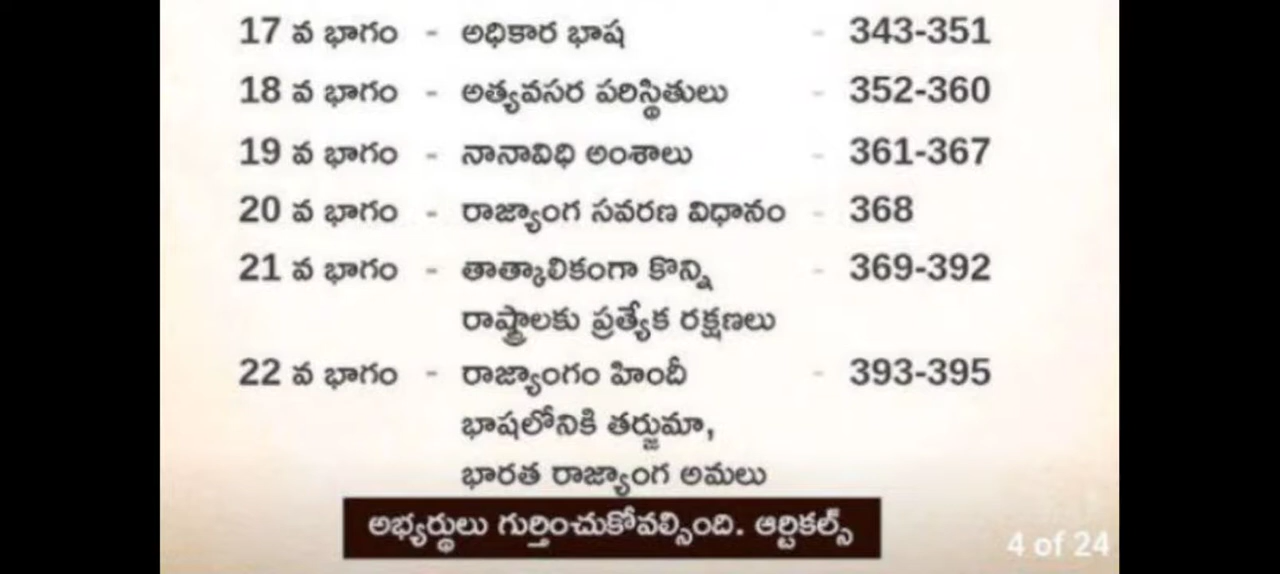 17 వ భాగం - అధికార భాష - 343-351
18 వ భాగం - అత్యవసర పరిస్థితులు - 352-360
19 వ భాగం - నానావిధి అంశాలు - 361-367
20 వ భాగం - రాజ్యాంగ సవరణ విధానం - 368
21 వ భాగం - తాత్కాలికంగా కొన్ని - 369-392
రాష్ట్రాలకు ప్రత్యేక రక్షణలు
22 వ భాగం - రాజ్యాంగం హిందీ - 393-395
భాషలోనికి తర్జుమా,
భారత రాజ్యాంగ అమలు
అభ్యర్థులు గుర్తించుకోవల్సింది. ఆర్టికల్స్
4 of 24